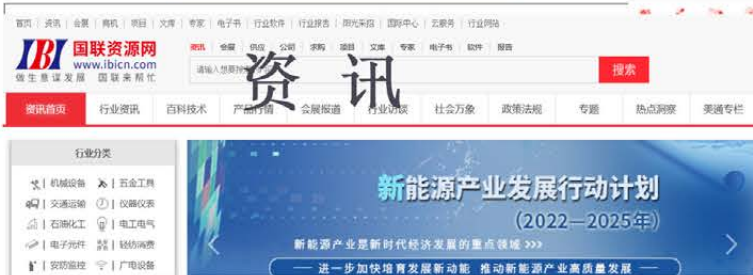 首页 | 资讯 | 会展 | 商机 | 项目 | 文库 | 专家 | 电子书 | 行业软件 | 行业报告 | 阳光采招 | 国际中心 | 云服务 | 行业网站
IBI 国联资源网
www.ibicn.com
做生意谋发展 国联来帮忙
资讯 会展 供应 公司 求购 项目 文库 专家 电子书 软件 报告
请输入想要搜
搜索
资 讯
资讯首页 行业资讯 百科技术 产品行情 会展报道 行业访谈 社会万象 政策法规 专题 热点洞察 美通专栏
行业分类
机械设备 | 五金工具
交通运输 | 仪器仪表
石油化工 | 电工电气
电子元件 | 轻纺消费
安防监控 | 广电设备
新能源产业发展行动计划
(2022—2025年)
新能源产业是新时代经济发展的重点领域 >>>
进一步加快培育发展新动能 推动新能源产业高质量发展